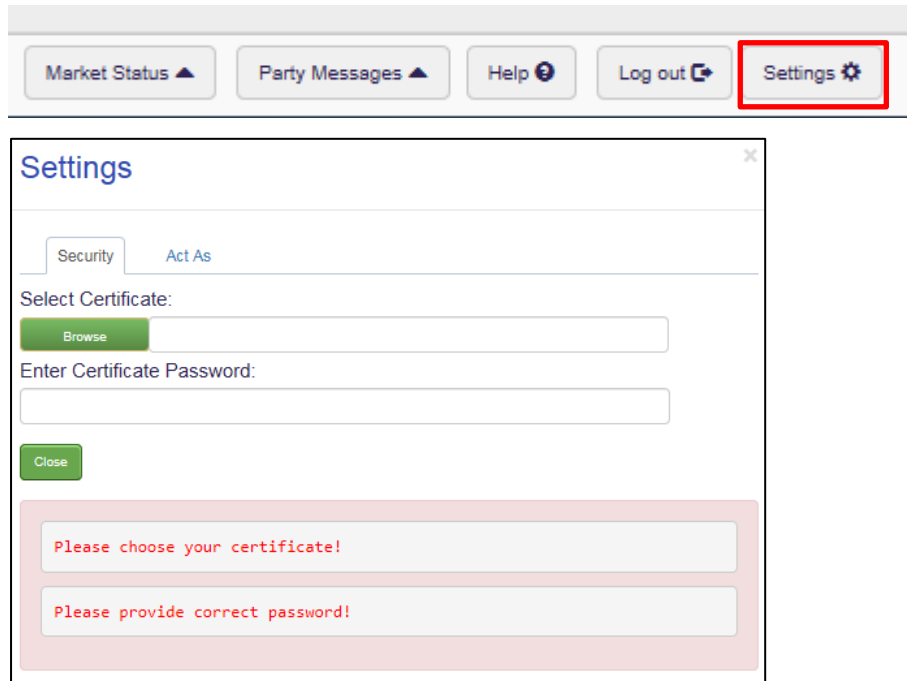 Market Status Party Messages Help Log out Settings
Settings
Security Act As
Select Certificate:
Browse
Enter Certificate Password:
Close
Please choose your certificate!
Please provide correct password!